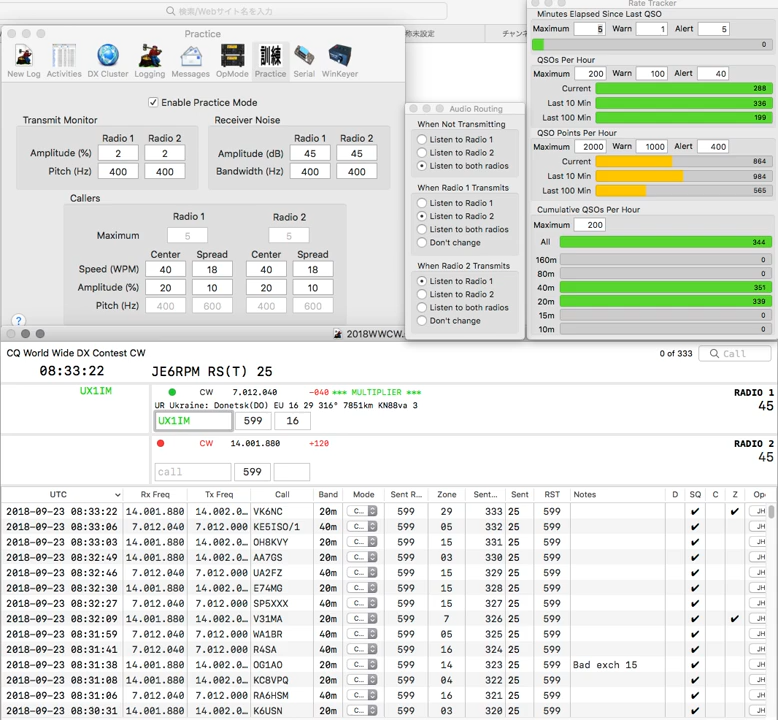 検索/Webサイト名を入力
Practice
New Log Activities DX Cluster Logging Messages OpMode Practice Serial WinKeyer
訓練
Enable Practice Mode
Transmit Monitor
Radio 1 Radio 2
Amplitude (%) 2 2
Pitch (Hz) 400 400
Receiver Noise
Radio 1 Radio 2
Amplitude (dB) 45 45
Bandwidth (Hz) 400 400
Callers
Radio 1 Radio 2
Maximum 5 5
Center Spread Center Spread
Speed (WPM) 40 18 40 18
Amplitude (%) 20 10 20 10
Pitch (Hz) 400 600 400 600
?
称未設定
チャン
Audio Routing
When Not Transmitting
Listen to Radio 1
Listen to Radio 2
Listen to both radios
When Radio 1 Transmits
Listen to Radio 1
Listen to Radio 2
Listen to both radios
Don't change
When Radio 2 Transmits
Listen to Radio 1
Listen to Radio 2
Listen to both radios
Don't change
Rate Tracker
Minutes Elapsed Since Last QSO
Maximum 5 Warn 1 Alert 5
0
QSOs Per Hour
Maximum 200 Warn 100 Alert 40
Current 288
Last 10 Min 336
Last 100 Min 199
QSO Points Per Hour
Maximum 2000 Warn 1000 Alert 400
Current 864
Last 10 Min 984
Last 100 Min 565
Cumulative QSOs Per Hour
Maximum 200
All 344
160m 0
80m 0
40m 351
20m 339
15m 0
10m 0
2018WWCW.
CQ World Wide DX Contest CW
0 of 333 Call
08:33:22 JE6RPM RS(T) 25
UX1IM
CW 7.012.040 -040 *** MULTIPLIER ***
RADIO 1
45
UR Ukraine: Donetsk(DO) EU 16 29 316° 7851km KN88va 3
UX1IM 599 16
CW 14.001.880 +120
RADIO 2
45
call 599
UTC Rx Freq Tx Freq Call Band Mode Sent R... Zone Sent... Sent RST Notes D SQ C Z Op
2018-09-23 08:33:22 14.001.880 14.002.0... VK6NC 20m C... 599 29 333 25 599 ✔ ✔ JH
2018-09-23 08:33:06 7.012.040 7.012.000 KE5ISO/1 40m C... 599 05 332 25 599 ✔ JH
2018-09-23 08:33:03 14.001.880 14.002.0... OH8KVY 20m C... 599 15 331 25 599 ✔ JH
2018-09-23 08:32:49 14.001.880 14.002.0... AA7GS 20m C... 599 03 330 25 599 ✔ JH
2018-09-23 08:32:46 7.012.040 7.012.000 UA2FZ 40m C... 599 15 329 25 599 ✔ JH
2018-09-23 08:32:30 14.001.880 14.002.0... E74MG 20m C... 599 15 328 25 599 ✔ JH
2018-09-23 08:32:27 7.012.040 7.012.000 SP5XXX 40m C... 599 15 327 25 599 ✔ JH
2018-09-23 08:32:09 14.001.880 14.002.0... V31MA 20m C... 599 7 326 25 599 ✔ ✔ JH
2018-09-23 08:31:59 7.012.040 7.012.000 WA1BR 40m C... 599 05 325 25 599 ✔ JH
2018-09-23 08:31:41 7.012.040 7.012.000 R4SA 40m C... 599 16 324 25 599 ✔ JH
2018-09-23 08:31:38 14.001.880 14.002.0... OG1AO 20m C... 599 14 323 25 599 Bad exch 15 ✔ JH
2018-09-23 08:31:08 14.001.880 14.002.0... KC8VPQ 20m C... 599 04 322 25 599 ✔ JH
2018-09-23 08:31:06 7.012.040 7.012.000 RA6HSM 40m C... 599 16 321 25 599 ✔ JH
2018-09-23 08:30:31 14.001.880 14.002.0... K6USN 20m C... 599 03 320 25 599 ✔ JH